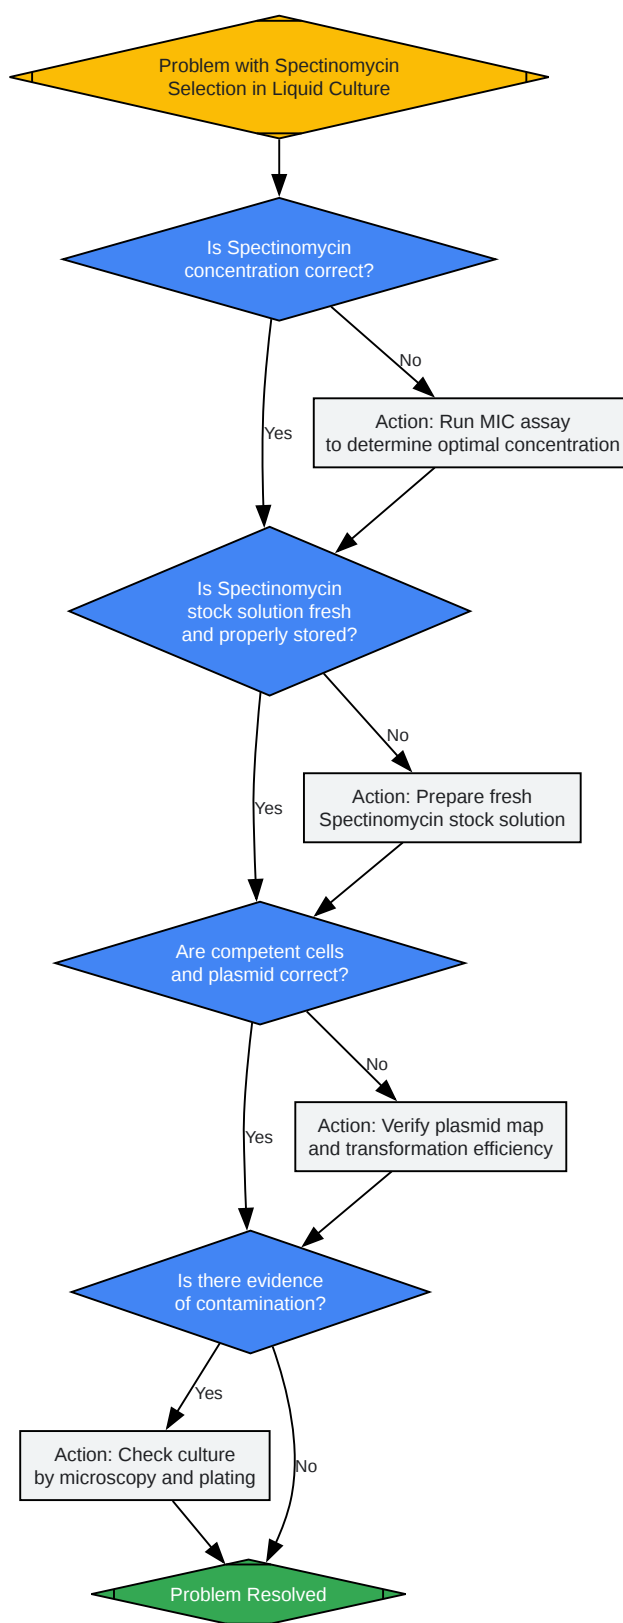 Problem with Spectinomycin
Selection in Liquid Culture
Is Spectinomycin
concentration correct?
No
Action: Run MIC assay
to determine optimal concentration
Yes
Is Spectinomycin
stock solution fresh
and properly stored?
No
Action: Prepare fresh
Spectinomycin stock solution
Yes
Are competent cells
and plasmid correct?
No
Action: Verify plasmid map
and transformation efficiency
Yes
Is there evidence
of contamination?
Yes
Action: Check culture
by microscopy and plating
No
Problem Resolved